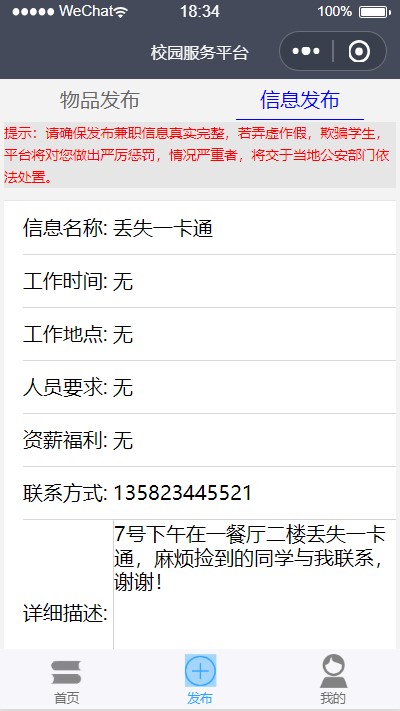 WeChat 18:34 100%
校园服务平台
物品发布 信息发布
提示：请确保发布兼职信息真实完整，若弄虚作假，欺骗学生，
平台将对您做出严厉惩罚，情况严重者，将交于当地公安部门依
法处置。
信息名称: 丢失一卡通
工作时间: 无
工作地点: 无
人员要求: 无
资薪福利: 无
联系方式: 135823445521
7号下午在一餐厅二楼丢失一卡
通，麻烦捡到的同学与我联系，
谢谢！
详细描述:
首页 发布 我的